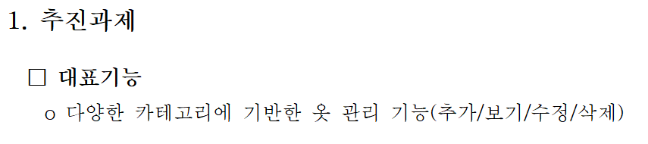 1. 추진과제
□ 대표기능
o 다양한 카테고리에 기반한 옷 관리 기능(추가/보기/수정/삭제)